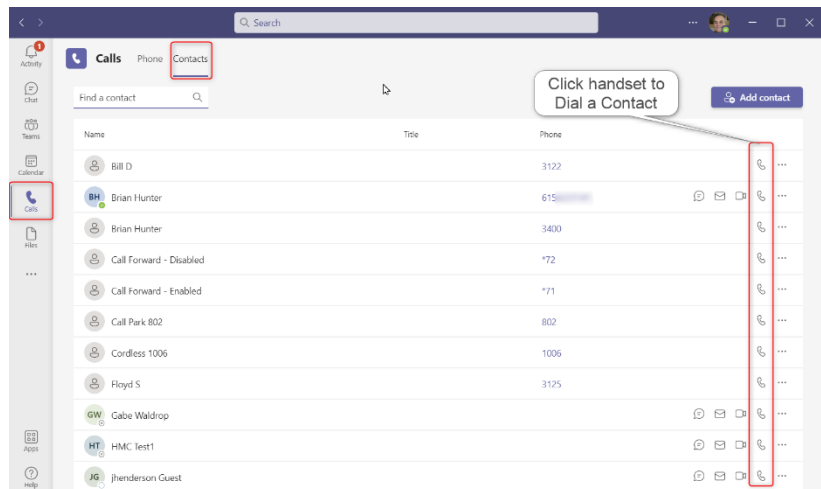 Search
Activity
1
Calls Phone Contacts
Chat
Find a contact
Click handset to
Dial a Contact
Add contact
Teams
Name Title Phone
Calendar
Bill D 3122
Calls
BH Brian Hunter 615
Files
Brian Hunter 3400
Call Forward - Disabled *72
Call Forward - Enabled *71
Call Park 802 802
Cordless 1006 1006
Floyd S 3125
GW Gabe Waldrop
Apps
HT HMC Test1
Help
JG jhenderson Guest